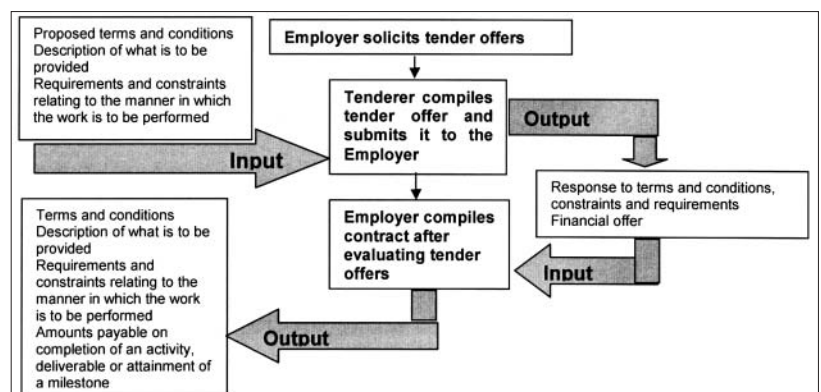 Proposed terms and conditions
Description of what is to be
provided
Requirements and constraints
relating to the manner in which
the work is to be performed
Employer solicits tender offers
Tenderer compiles
tender offer and
submits it to the
Employer
Output
Input
Response to terms and conditions,
constraints and requirements
Financial offer
Employer compiles
contract after
evaluating tender
offers
Input
Terms and conditions
Description of what is to be
provided
Requirements and
constraints relating to the
manner in which the work
is to be performed
Amounts payable on
completion of an activity,
deliverable or attainment of
a milestone
Output